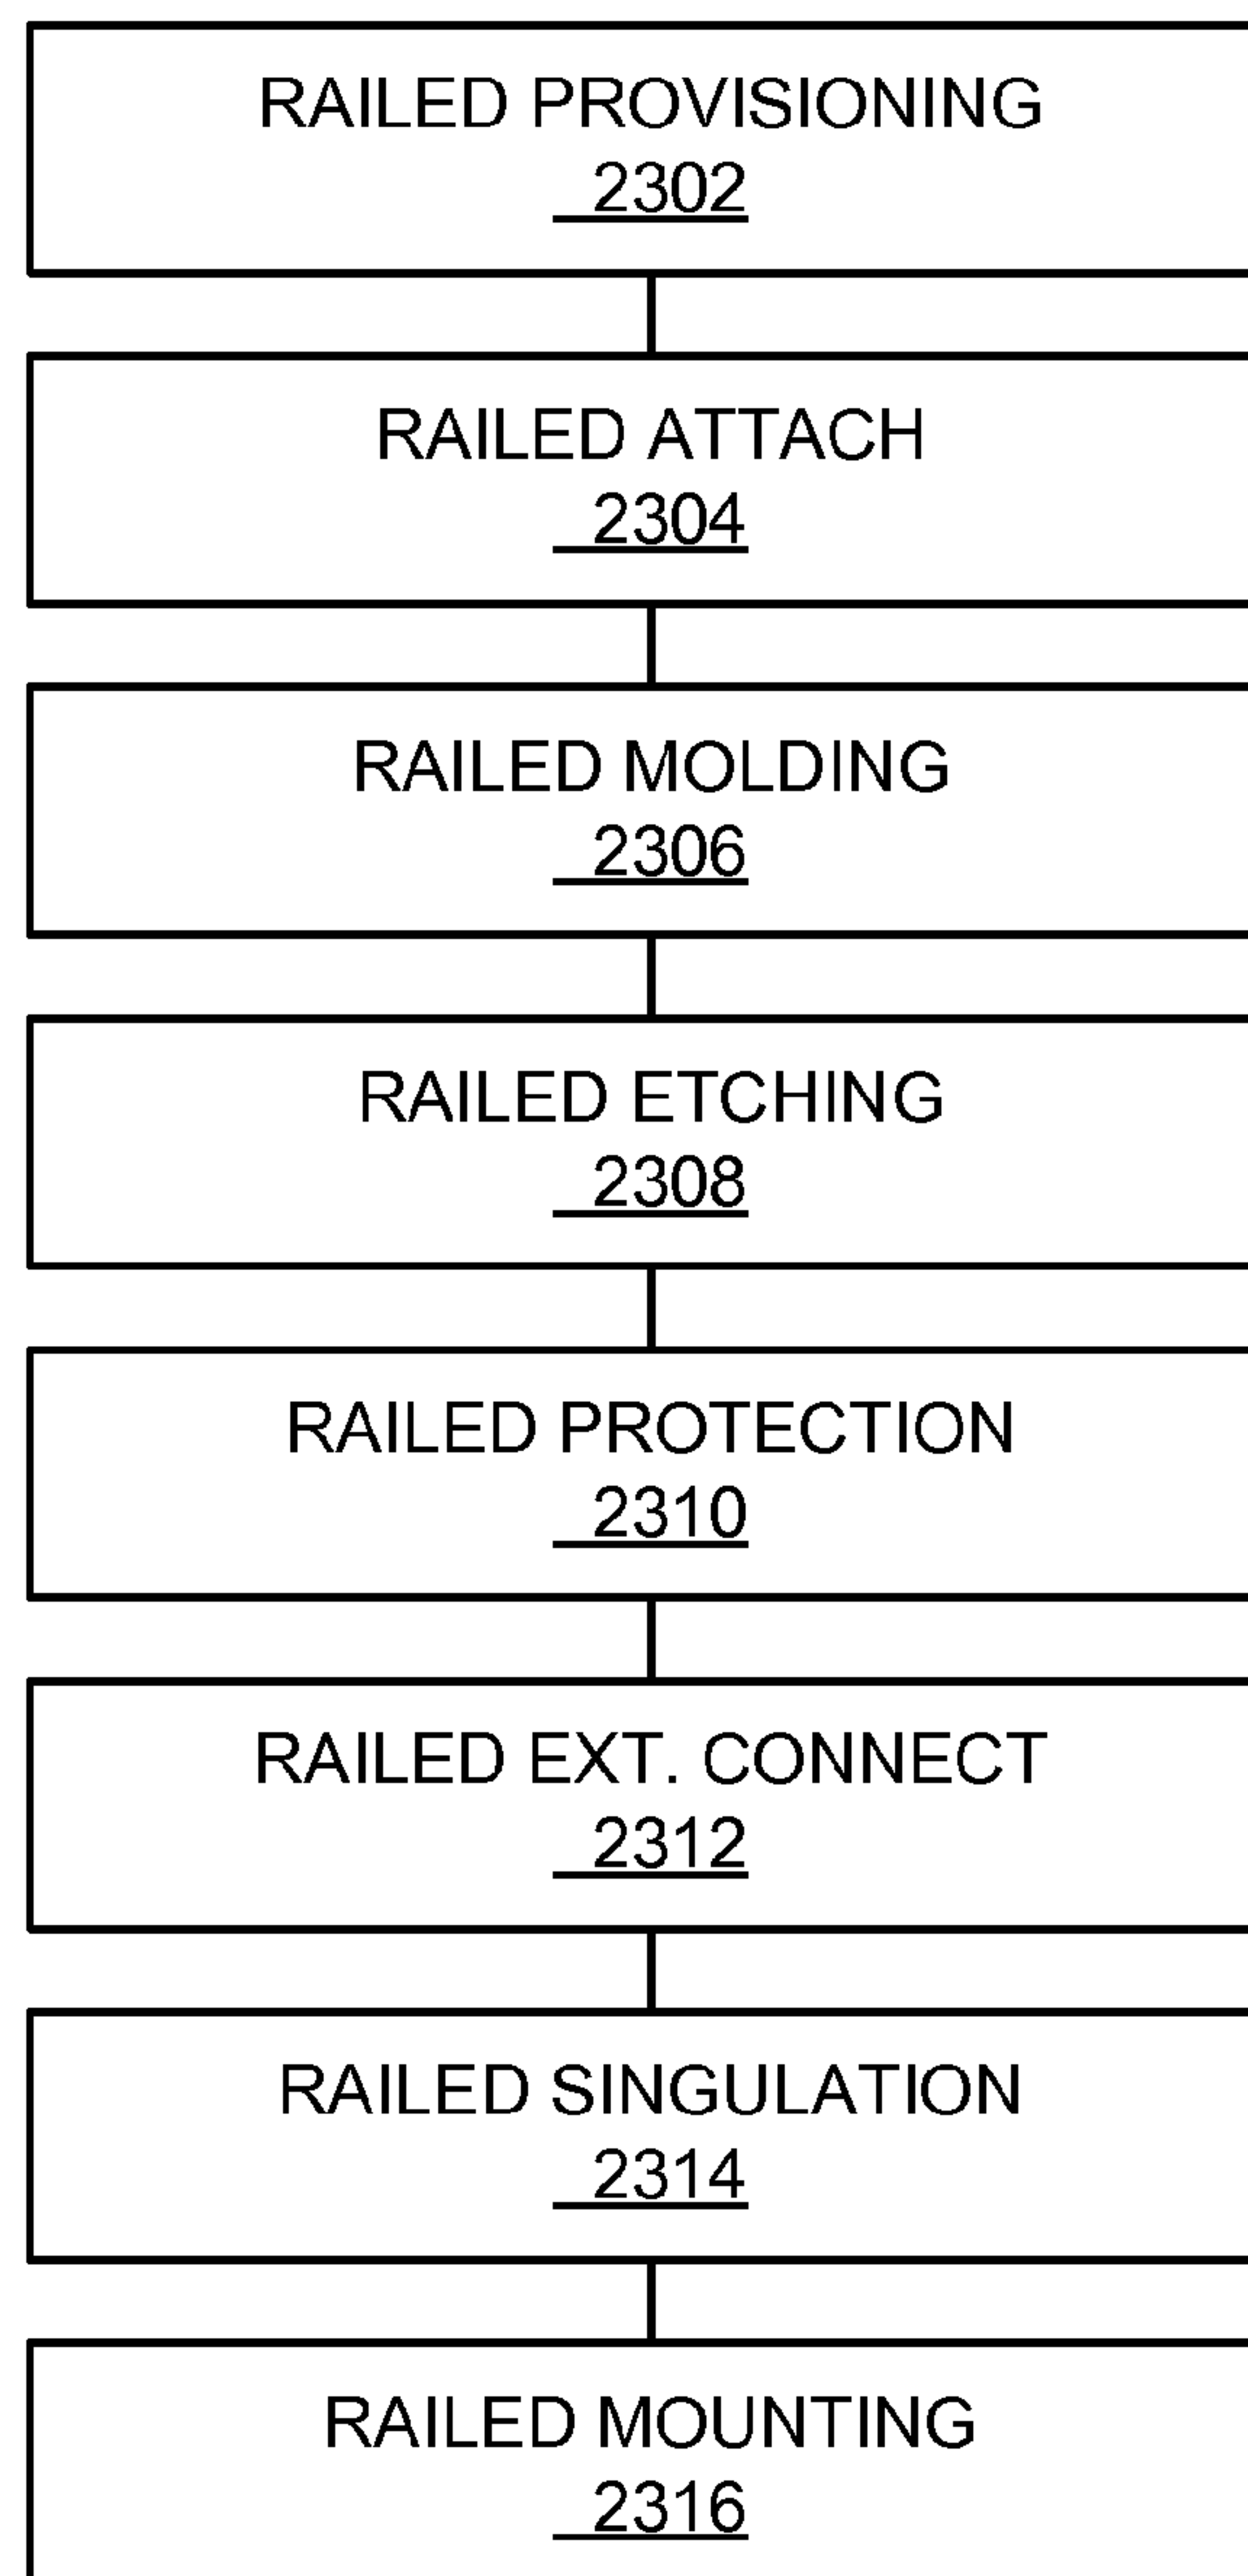 RAILED PROVISIONING
2302
RAILED ATTACH
2304
RAILED MOLDING
2306
RAILED ETCHING
2308
RAILED PROTECTION
2310
RAILED EXT. CONNECT
2312
RAILED SINGULATION
2314
RAILED MOUNTING
2316